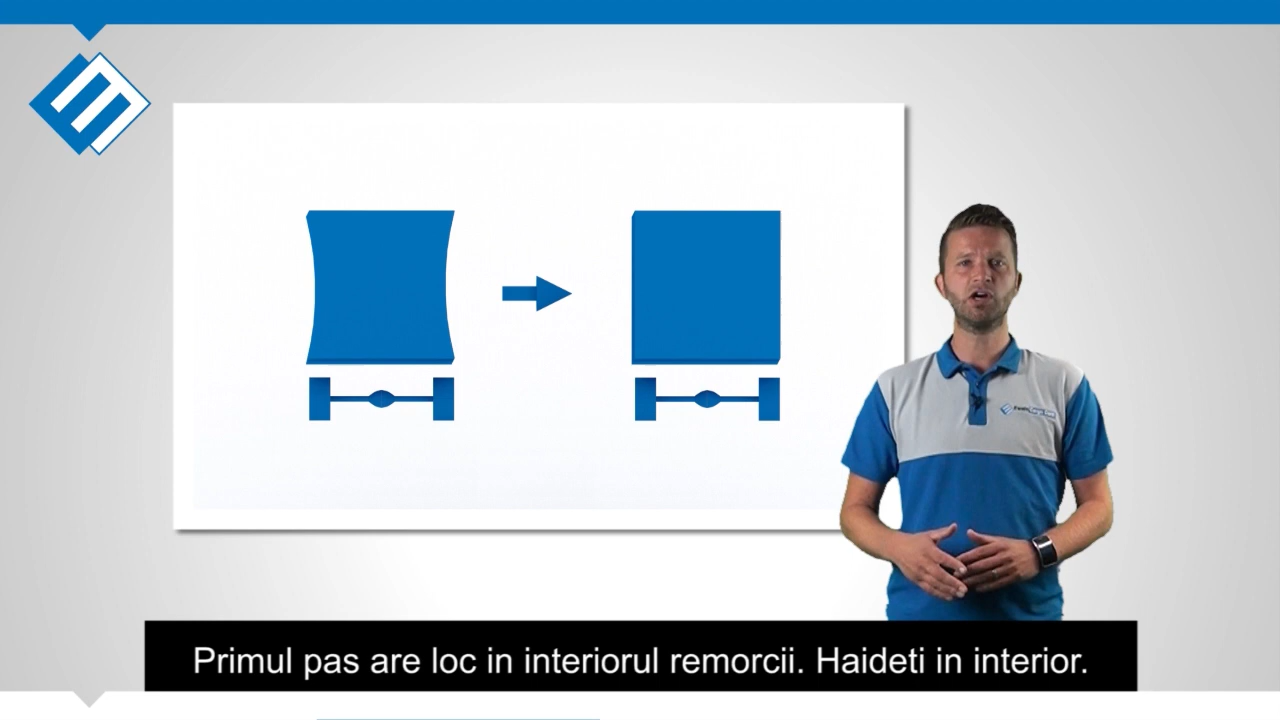 Primul pas are loc in interiorul remorcii. Haideti in interior.